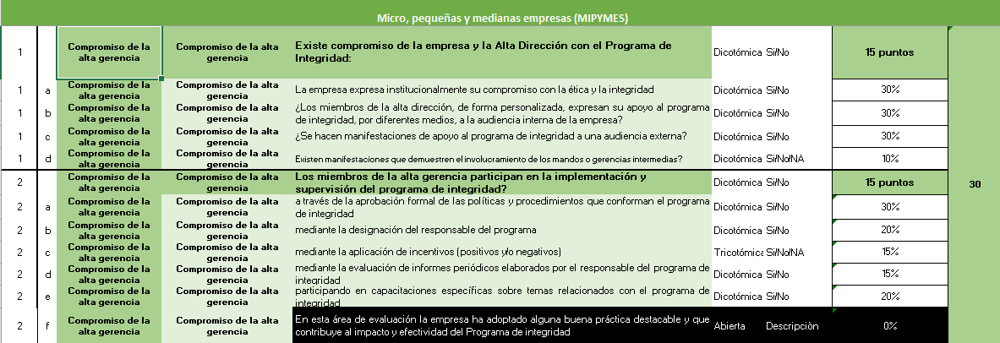 Micro, pequeñas y medianas empresas (MIPYMES)
1 Compromiso de la alta gerencia Compromiso de la alta gerencia Existe compromiso de la empresa y la Alta Dirección con el Programa de Integridad: Dicotómica Si/No 15 puntos
1 a Compromiso de la alta gerencia Compromiso de la alta gerencia La empresa expresa institucionalmente su compromiso con la ética y la integridad Dicotómica Si/No 30%
1 b Compromiso de la alta gerencia Compromiso de la alta gerencia ¿Los miembros de la alta dirección, de forma personalizada, expresan su apoyo al programa de integridad, por diferentes medios, a la audiencia interna de la empresa? Dicotómica Si/No 30%
1 c Compromiso de la alta gerencia Compromiso de la alta gerencia ¿Se hacen manifestaciones de apoyo al programa de integridad a una audiencia externa? Dicotómica Si/No 30%
1 d Compromiso de la alta gerencia Compromiso de la alta gerencia Existen manifestaciones que demuestren el involucramiento de los mandos o gerencias intermedias? Dicotómica Si/No/NA 10%
2 Compromiso de la alta gerencia Compromiso de la alta gerencia Los miembros de la alta gerencia participan en la implementación y supervisión del programa de integridad? Dicotómica Si/No 15 puntos 30
2 a Compromiso de la alta gerencia Compromiso de la alta gerencia a través de la aprobación formal de las políticas y procedimientos que conforman el programa de integridad Dicotómica Si/No 30%
2 b Compromiso de la alta gerencia Compromiso de la alta gerencia mediante la designación del responsable del programa Dicotómica Si/No 20%
2 c Compromiso de la alta gerencia Compromiso de la alta gerencia mediante la aplicación de incentivos (positivos y/o negativos) Tricotómica Si/No/NA 15%
2 d Compromiso de la alta gerencia Compromiso de la alta gerencia mediante la evaluación de informes periódicos elaborados por el responsable del programa de integridad Dicotómica Si/No 15%
2 e Compromiso de la alta gerencia Compromiso de la alta gerencia participando en capacitaciones específicas sobre temas relacionados con el programa de integridad Dicotómica Si/No 20%
2 f Compromiso de la alta gerencia Compromiso de la alta gerencia En esta área de evaluación la empresa ha adoptado alguna buena práctica destacable y que contribuye al impacto y efectividad del Programa de integridad Abierta Descripciòn 0%